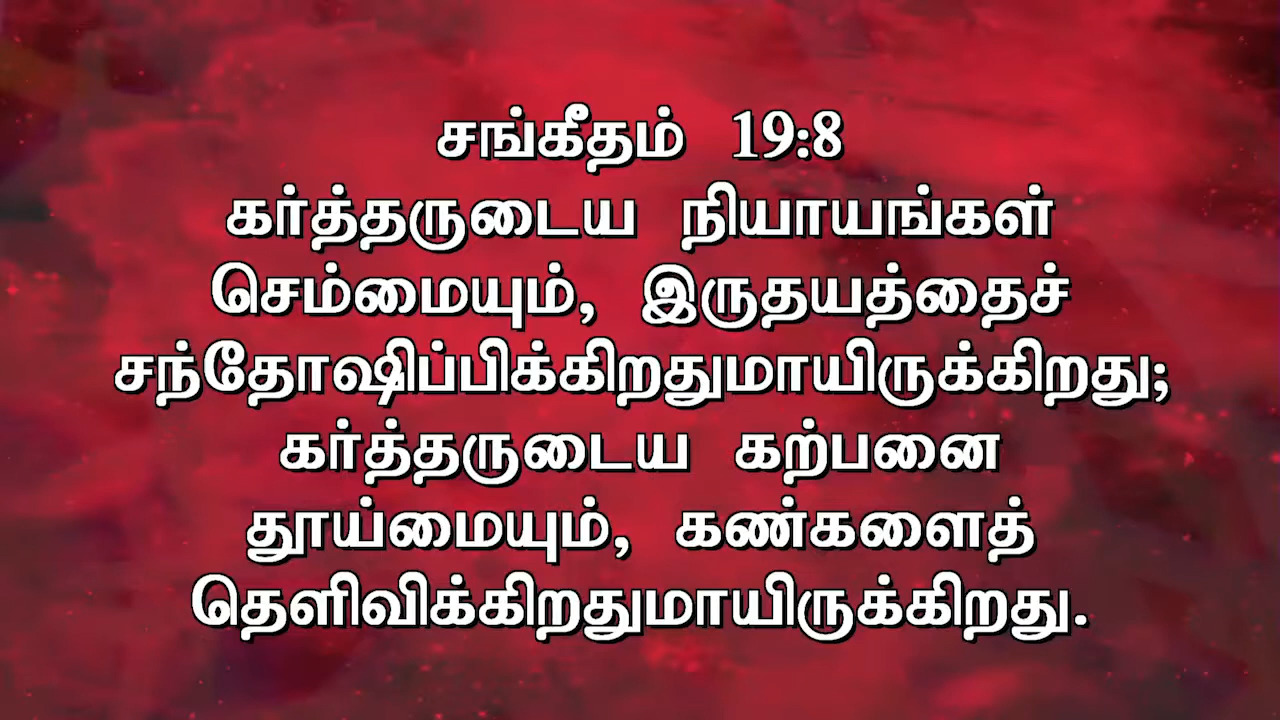 சங்கீதம் 19:8
கர்த்தருடைய நியாயங்கள்
செம்மையும், இருதயத்தைச்
சந்தோஷிப்பிக்கிறதுமாயிருக்கிறது;
கர்த்தருடைய கற்பனை
தூய்மையும், கண்களைத்
தெளிவிக்கிறதுமாயிருக்கிறது.